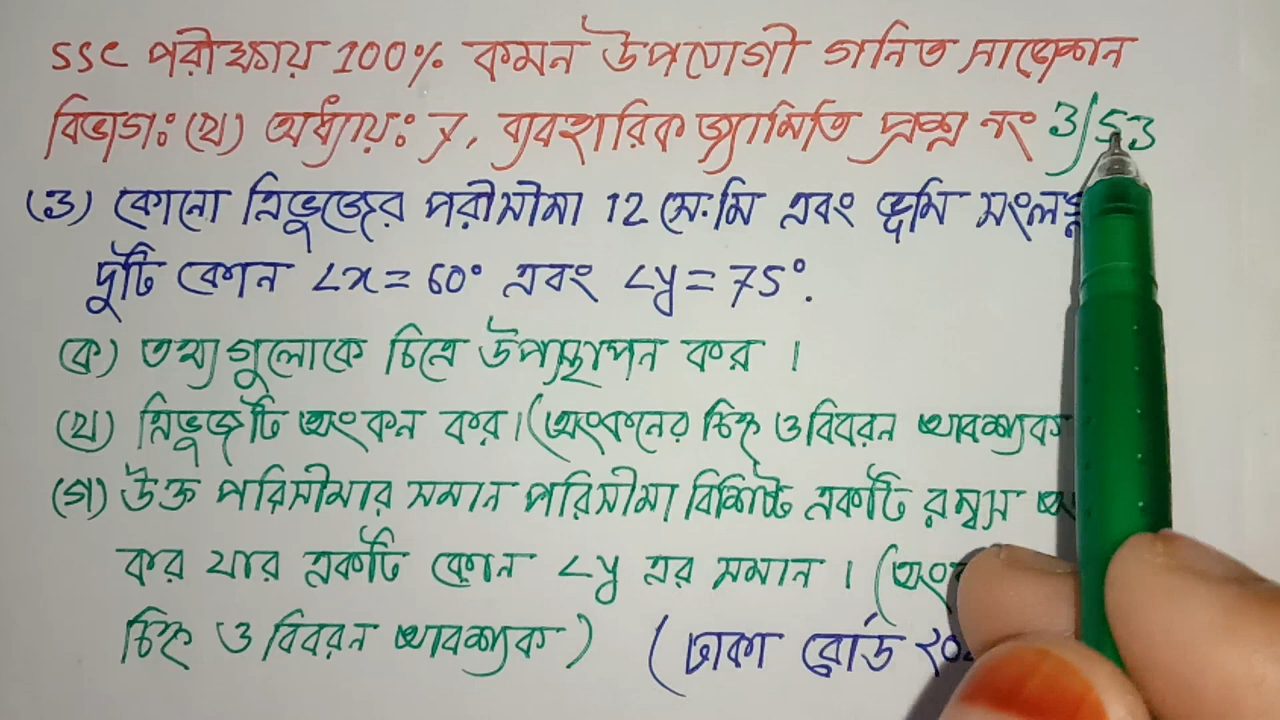 SSC পরীক্ষায় 100% কমন উপযোগী গনিত সাজেশান
বিভাগ: (খ) অধ্যায়: ৭, ব্যবহারিক জ্যামিতি প্রশ্ন নং 3/53
(3) কোনো ত্রিভুজের পরীসীমা 12 সে.মি এবং ভূমি সংলগ্ন
দুটি কোন ∠x = 60° এবং ∠y = 75°.
(ক) তথ্যগুলোকে চিত্রে উপস্থাপন কর ।
(খ) ত্রিভুজটি অংকন কর। (অংকনের চিহ্ন ও বিবরন আবশ্যক
(গ) উক্ত পরিসীমার সমান পরিসীমা বিশিষ্ট একটি রম্বস
কর যার একটি কোন ∠y এর সমান । (
চিহ্ন ও বিবরন আবশ্যক) (ঢাকা বোর্ড